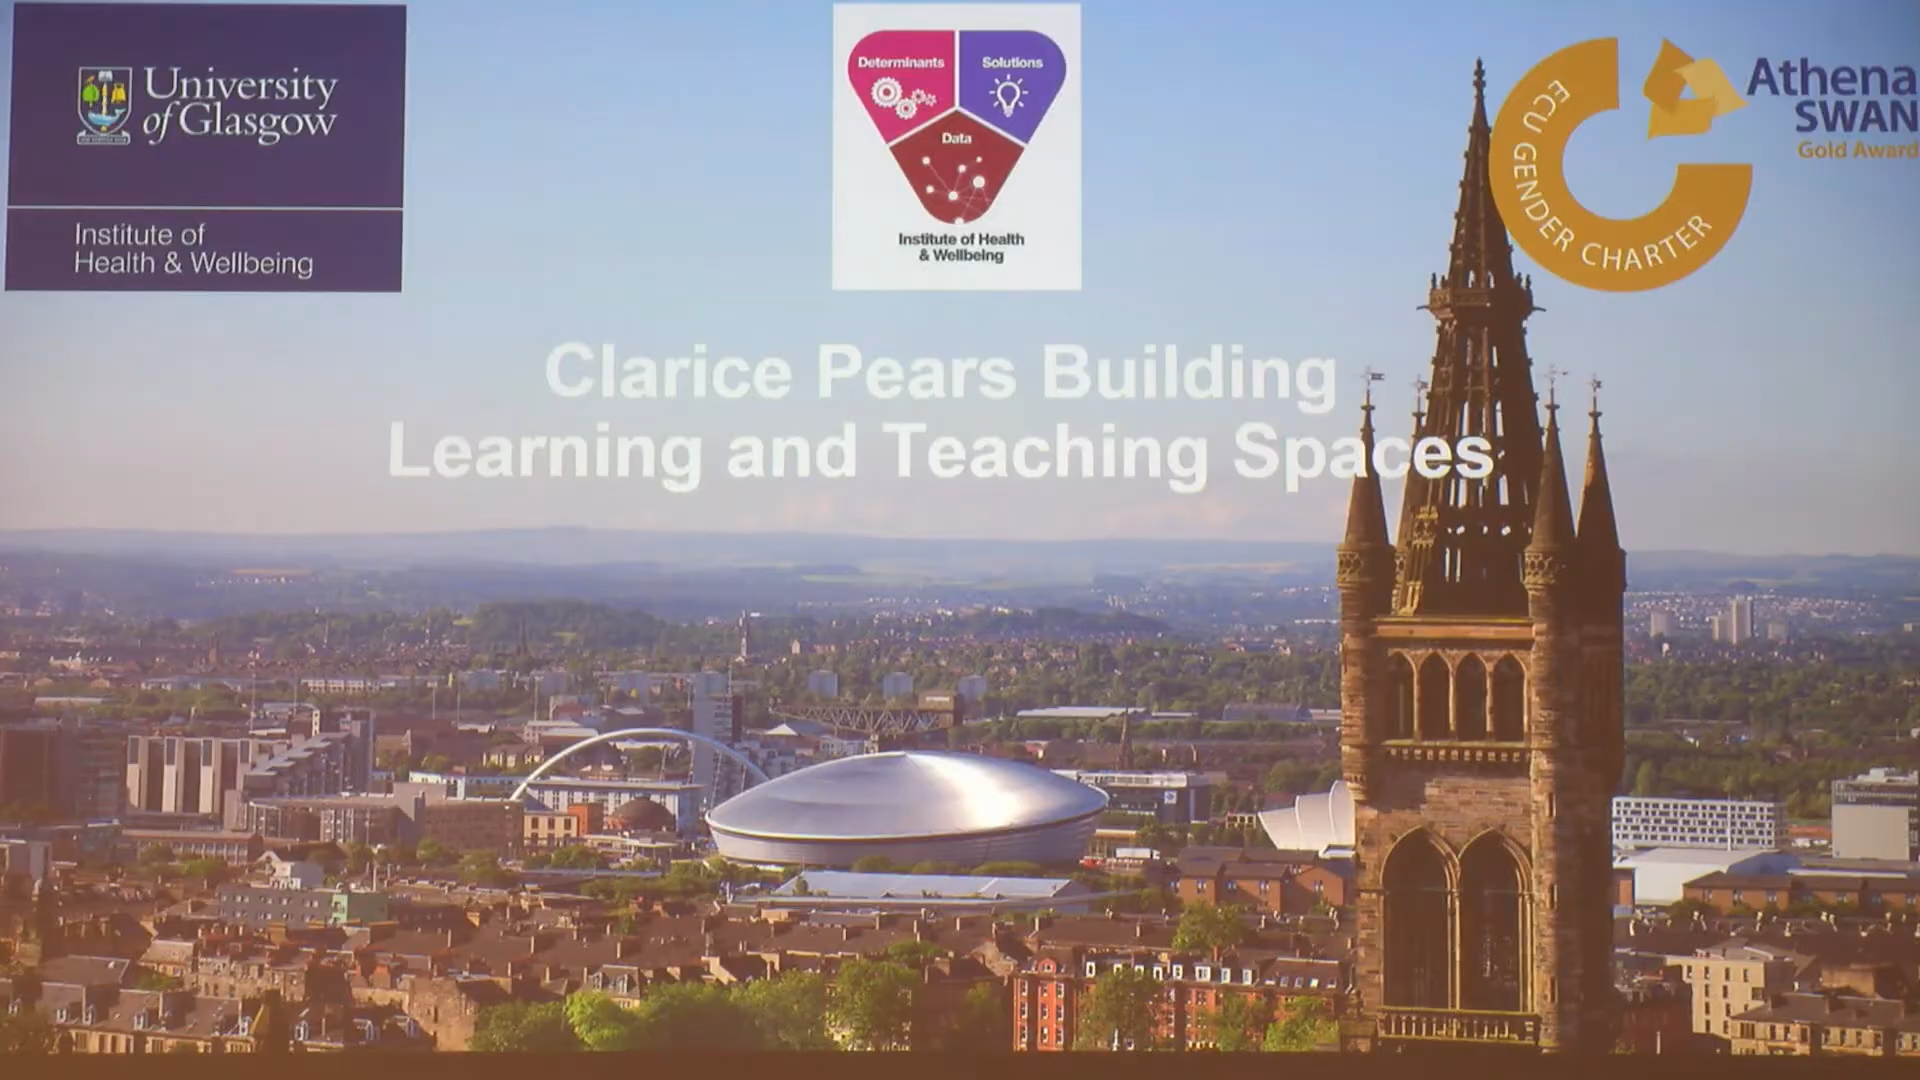 University
of Glasgow
Institute of
Health & Wellbeing
Determinants
Solutions
Data
Institute of Health
& Wellbeing
ECU GENDER CHARTER
Athena
SWAN
Gold Award
Clarice Pears Building
Learning and Teaching Spaces